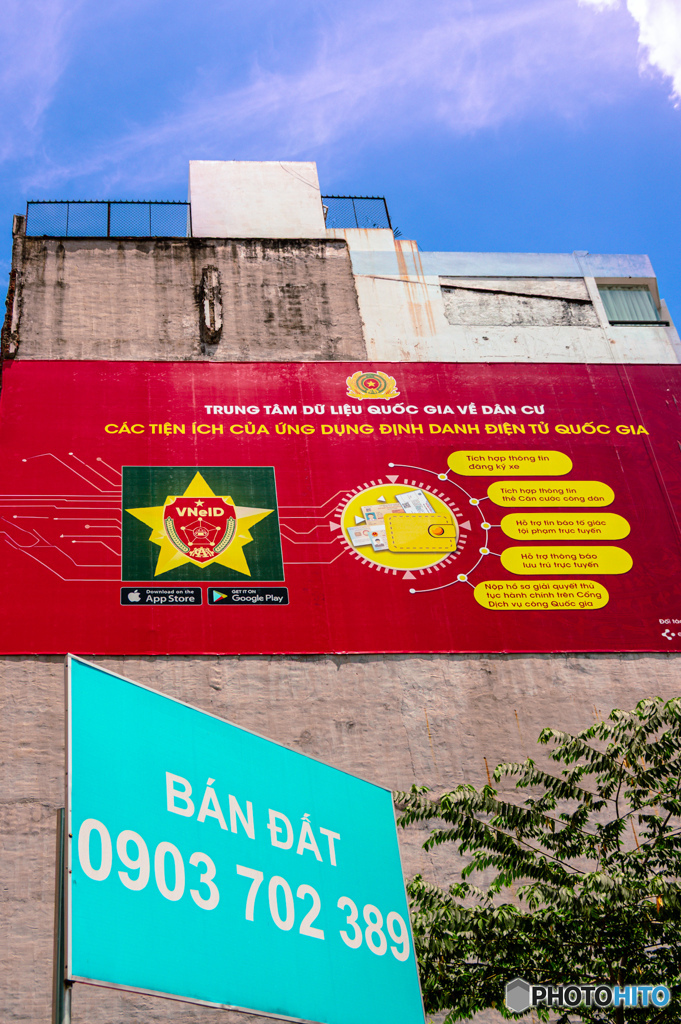 TRUNG TÂM DỮ LIỆU QUỐC GIA VỀ DÂN CƯ
CÁC TIỆN ÍCH CỦA ỨNG DỤNG ĐỊNH DANH ĐIỆN TỬ QUỐC GIA
VNeID
Download on the
App Store
GET IT ON
Google Play
Tích hợp thông tin
đăng ký xe
Tích hợp thông tin
thẻ Căn cước công dân
Hỗ trợ tin báo tố giác
tội phạm trực tuyến
Hỗ trợ thông báo
lưu trú trực tuyến
Nộp hồ sơ giải quyết thủ
tục hành chính trên Cổng
Dịch vụ công Quốc gia
Đối tá
BÁN ĐẤT
0903 702 389
PHOTOHITO